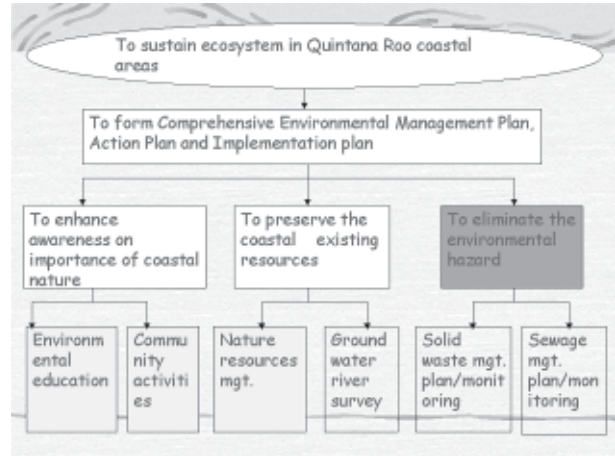 To sustain ecosystem in Quintana Roo coastal
areas
To form Comprehensive Environmental Management Plan,
Action Plan and Implementation plan
To enhance
awareness on
importance of coastal
nature
To preserve the
coastal existing
resources
To eliminate the
environmental
hazard
Environm
ental
education
Commu
nity
activiti
es
Nature
resources
mgt.
Ground
water
river
survey
Solid
waste mgt.
plan/monit
oring
Sewage
mgt.
plan/mon
itoring